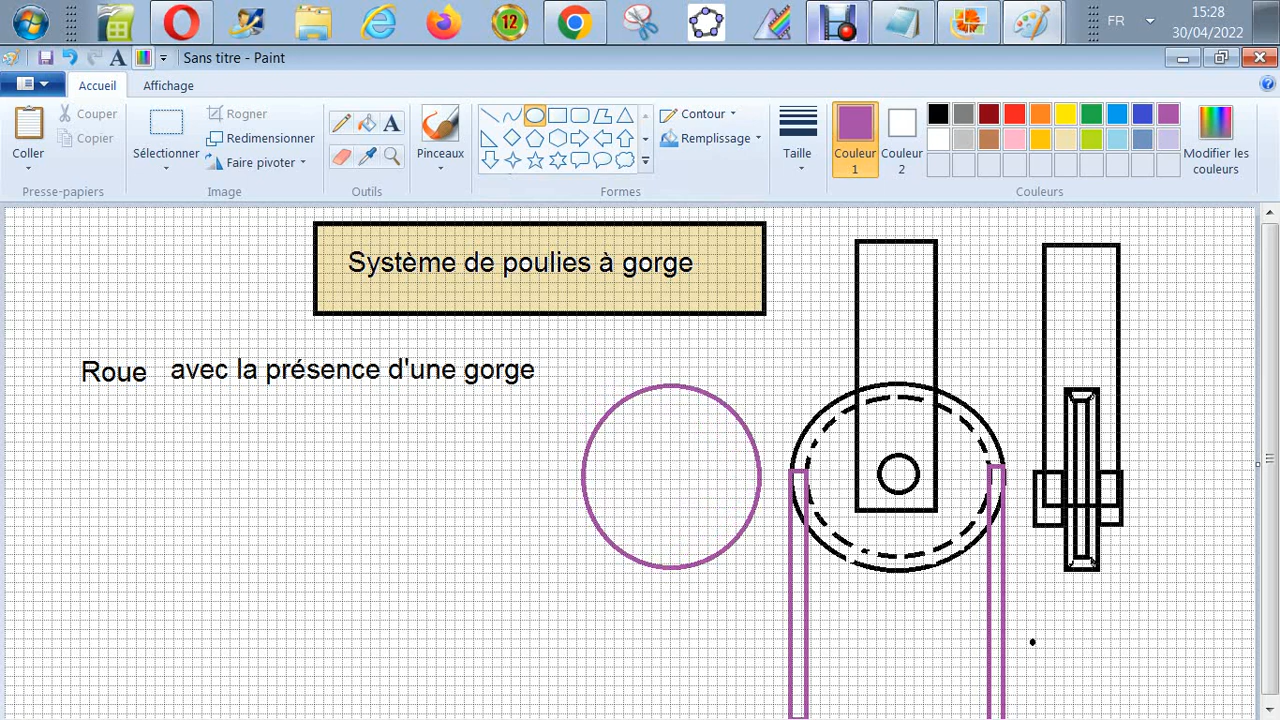 12
FR
15:28
30/04/2022
Sans titre - Paint
Accueil
Affichage
Coller
Couper
Copier
Presse-papiers
Sélectionner
Rogner
Redimensionner
Faire pivoter
Image
A
Outils
Pinceaux
Contour
Remplissage
Formes
Taille
Couleur 1
Couleur 2
Modifier les couleurs
Couleurs
Système de poulies à gorge
Roue avec la présence d'une gorge